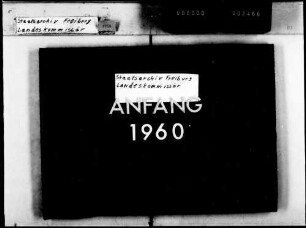 Staatsarchiv Freiburg
Landeskommissär
Staatsarchiv Freiburg
Landeskommissär
ANFANG
1960